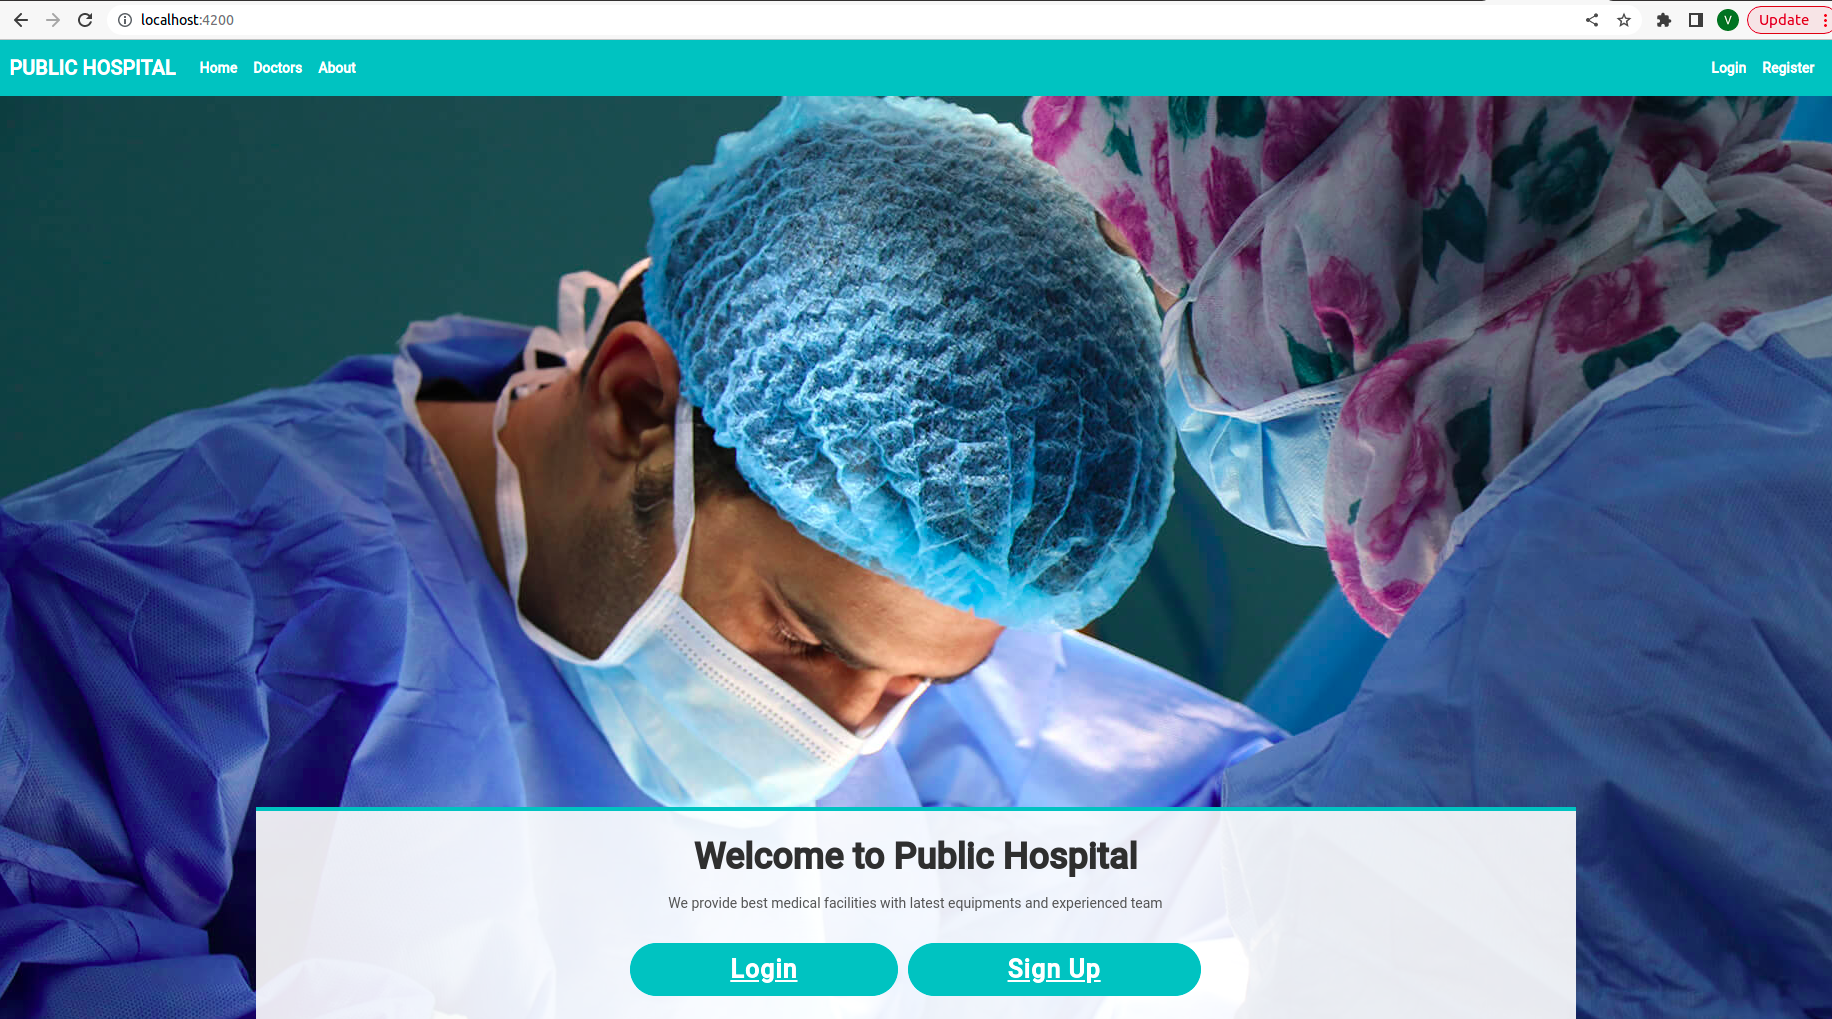 localhost:4200
V
Update
PUBLIC HOSPITAL Home Doctors About Login Register
Welcome to Public Hospital
We provide best medical facilities with latest equipments and experienced team
Login Sign Up